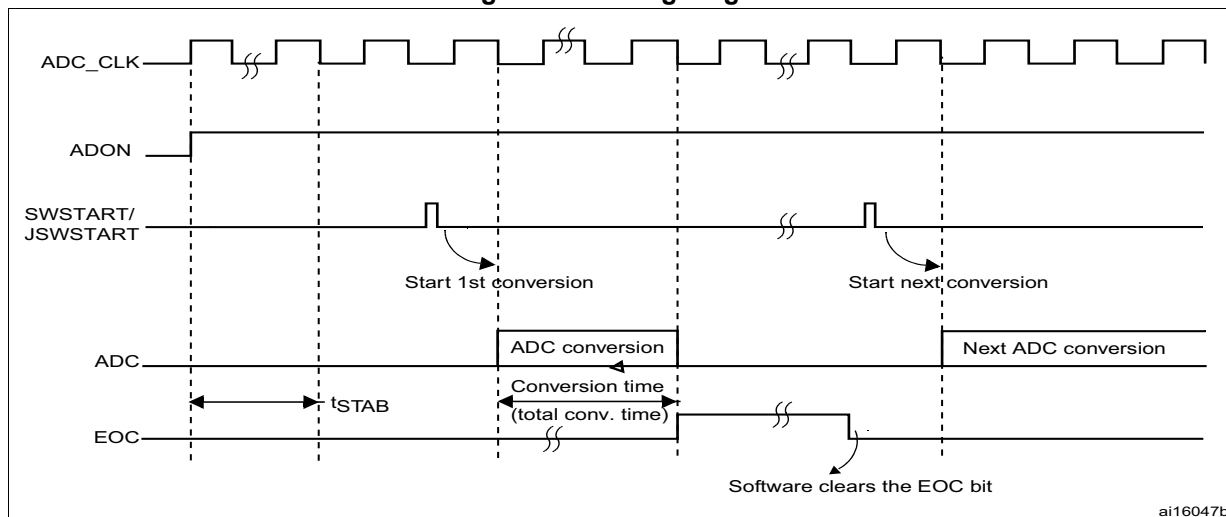 ADC_CLK
ADON
SWSTART/
JSWSTART
Start 1st conversion
Start next conversion
ADC
ADC conversion
Next ADC conversion
Conversion time
(total conv. time)
tSTAB
EOC
Software clears the EOC bit
ai16047b